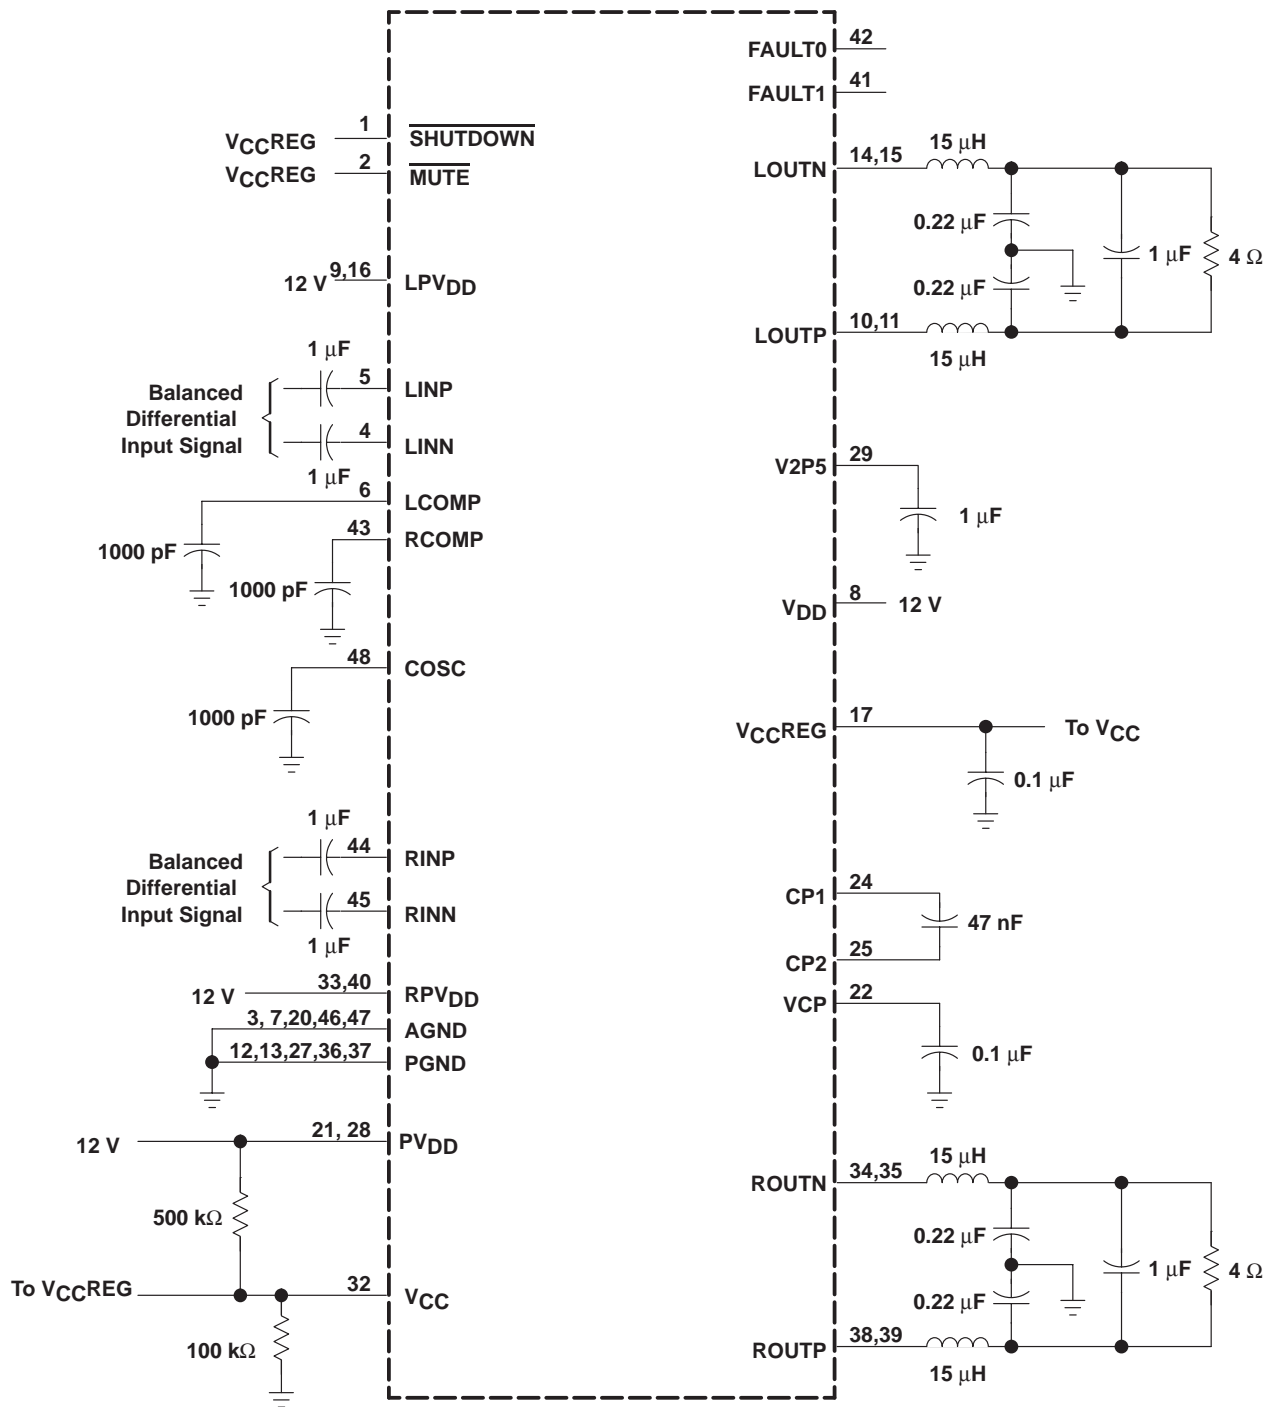 FAULT0
42
FAULT1
41
VCCREG
1
SHUTDOWN
VCCREG
2
MUTE
LOUTN
14,15
15 μH
0.22 μF
0.22 μF
1 μF
4 Ω
LOUTP
10,11
15 μH
12 V
9,16
LPVDD
1 μF
Balanced
Differential
Input Signal
5
LINP
4
LINN
1 μF
6
LCOMP
1000 pF
43
RCOMP
1000 pF
V2P5
29
1 μF
VDD
8
12 V
48
COSC
1000 pF
VCCREG
17
To VCC
0.1 μF
1 μF
Balanced
Differential
Input Signal
44
RINP
45
RINN
1 μF
CP1
24
47 nF
CP2
25
VCP
22
0.1 μF
12 V
33,40
RPVDD
3, 7,20,46,47
AGND
12,13,27,36,37
PGND
12 V
21, 28
PVDD
500 kΩ
To VCCREG
32
VCC
100 kΩ
ROUTN
34,35
15 μH
0.22 μF
0.22 μF
1 μF
4 Ω
ROUTP
38,39
15 μH